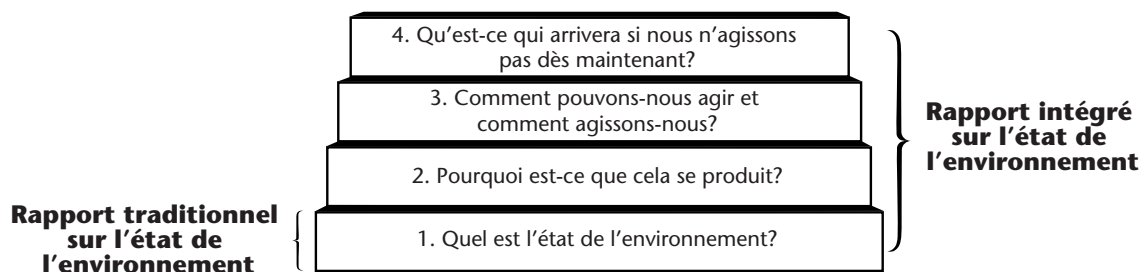 4. Qu'est-ce qui arrivera si nous n'agissons
pas dès maintenant?
3. Comment pouvons-nous agir et
comment agissons-nous?
2. Pourquoi est-ce que cela se produit?
1. Quel est l'état de l'environnement?
Rapport intégré
sur l'état de
l'environnement
Rapport traditionnel
sur l'état de
l'environnement